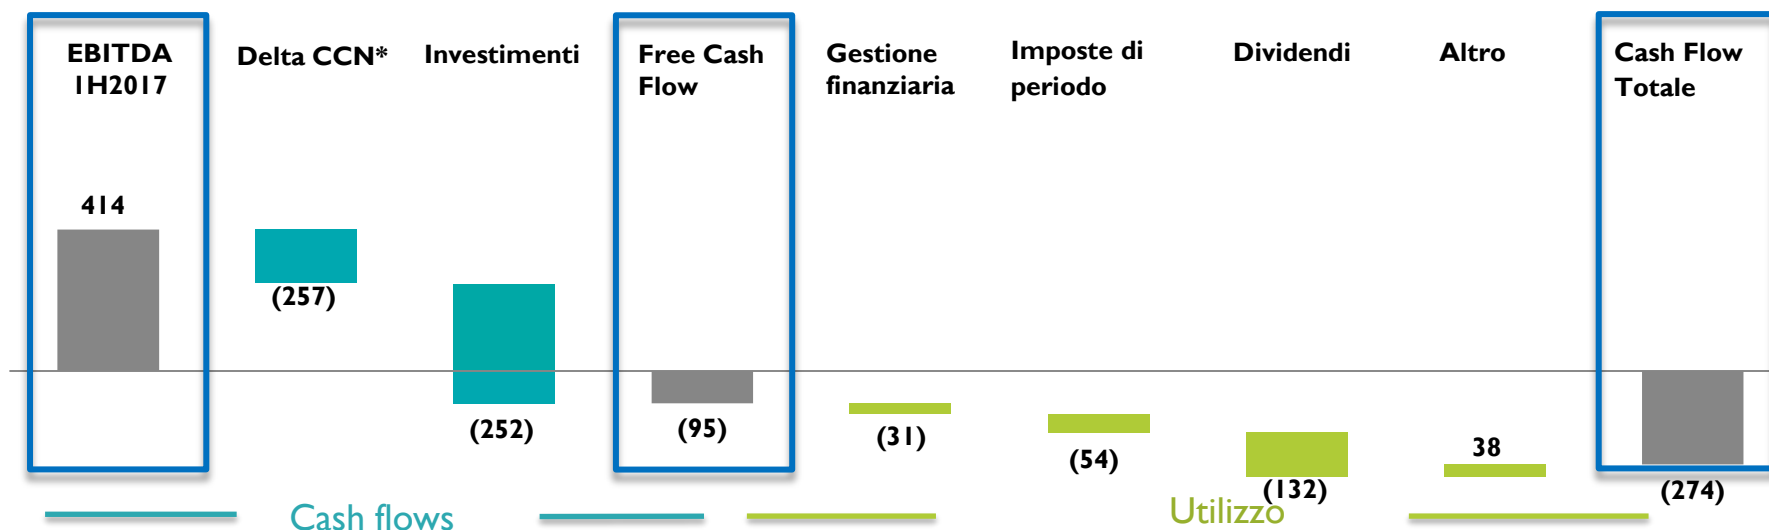 EBITDA
1H2017
Delta CCN*
Investimenti
Free Cash
Flow
Gestione
finanziaria
Imposte di
periodo
Dividendi
Altro
Cash Flow
Totale
414
(257)
(252)
(95)
(31)
(54)
(132)
38
(274)
Cash flows
Utilizzo